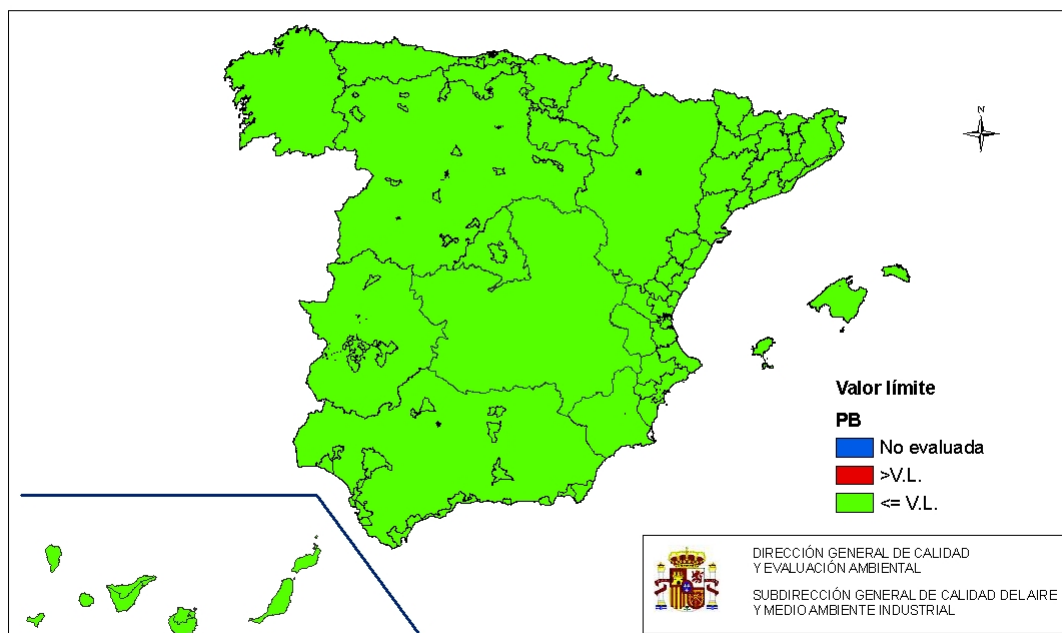 N
Valor límite
PB
No evaluada
>V.L.
<= V.L.
DIRECCIÓN GENERAL DE CALIDAD
Y EVALUACIÓN AMBIENTAL
SUBDIRECCIÓN GENERAL DE CALIDAD DEL AIRE
Y MEDIO AMBIENTE INDUSTRIAL